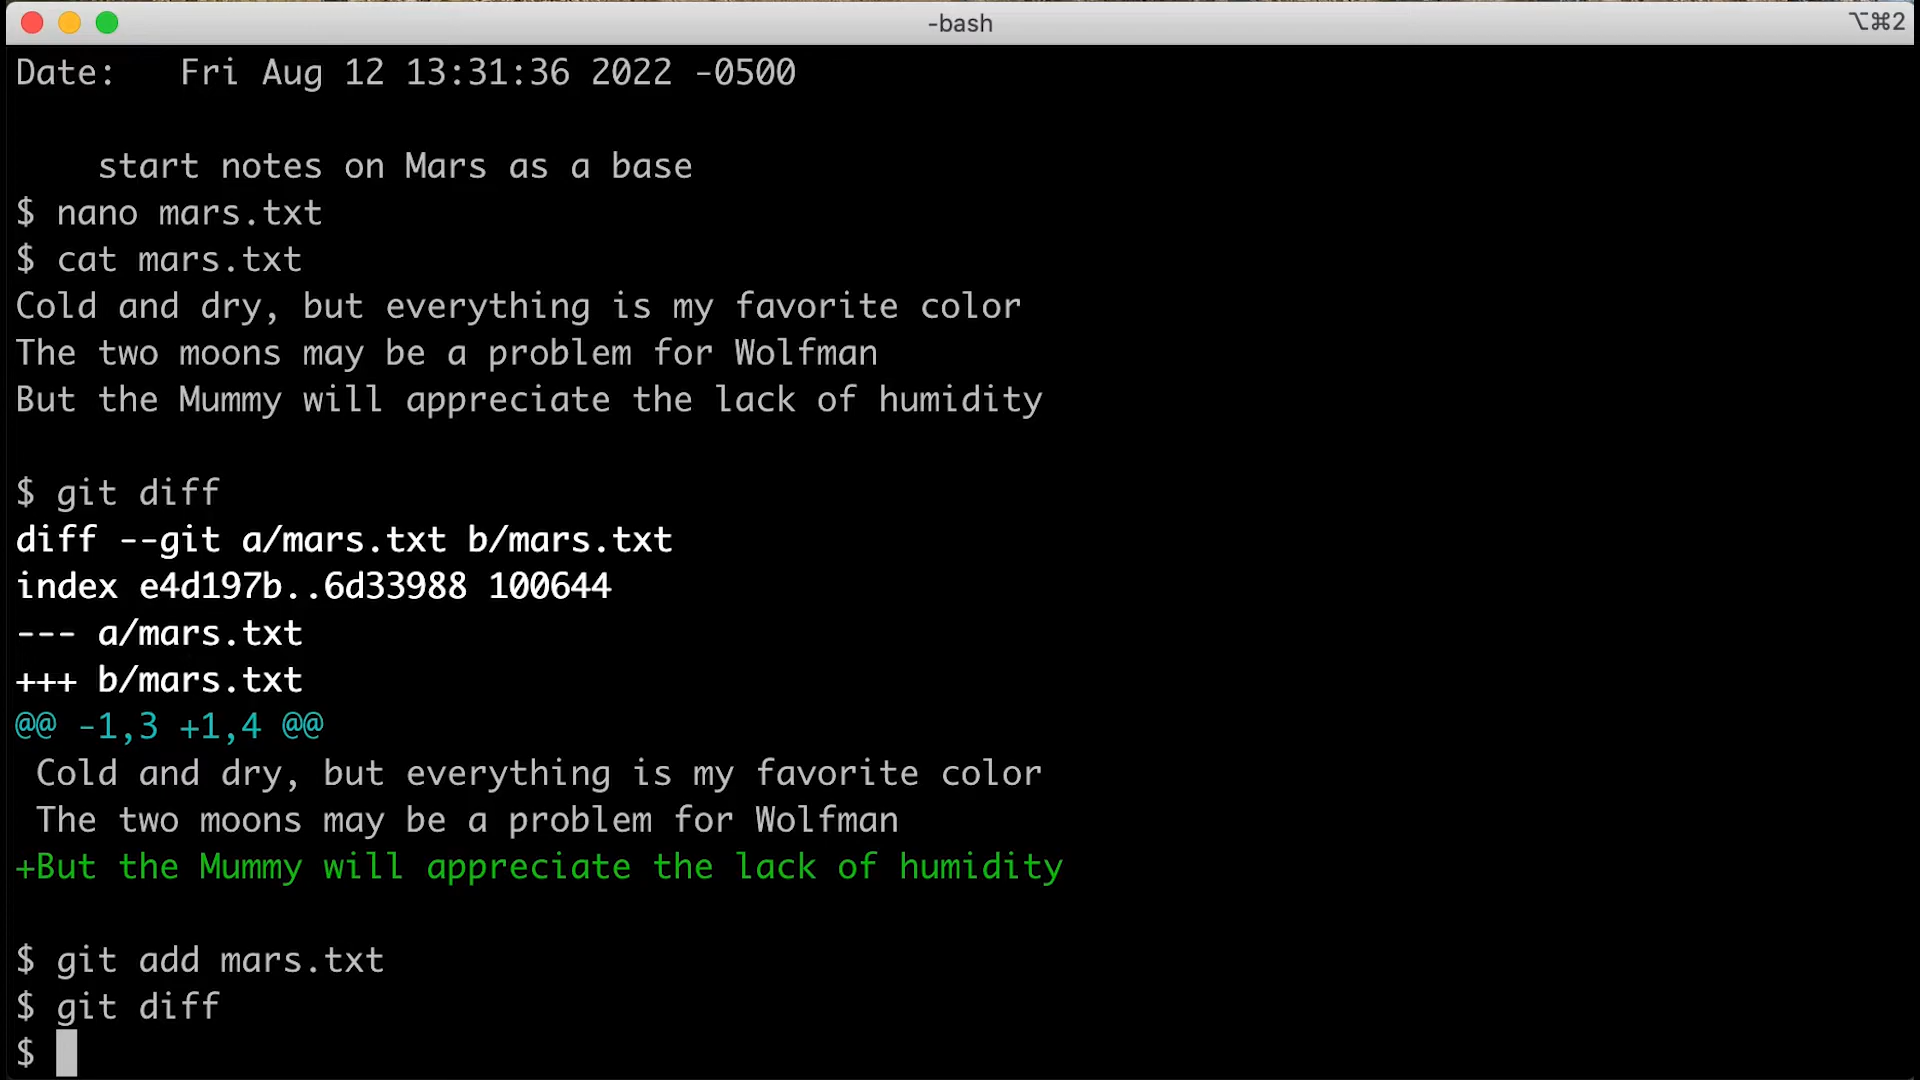 -bash
⌥⌘2
Date:   Fri Aug 12 13:31:36 2022 -0500
    start notes on Mars as a base
$ nano mars.txt
$ cat mars.txt
Cold and dry, but everything is my favorite color
The two moons may be a problem for Wolfman
But the Mummy will appreciate the lack of humidity
$ git diff
diff --git a/mars.txt b/mars.txt
index e4d197b..6d33988 100644
--- a/mars.txt
+++ b/mars.txt
@@ -1,3 +1,4 @@
 Cold and dry, but everything is my favorite color
 The two moons may be a problem for Wolfman
+But the Mummy will appreciate the lack of humidity
$ git add mars.txt
$ git diff
$